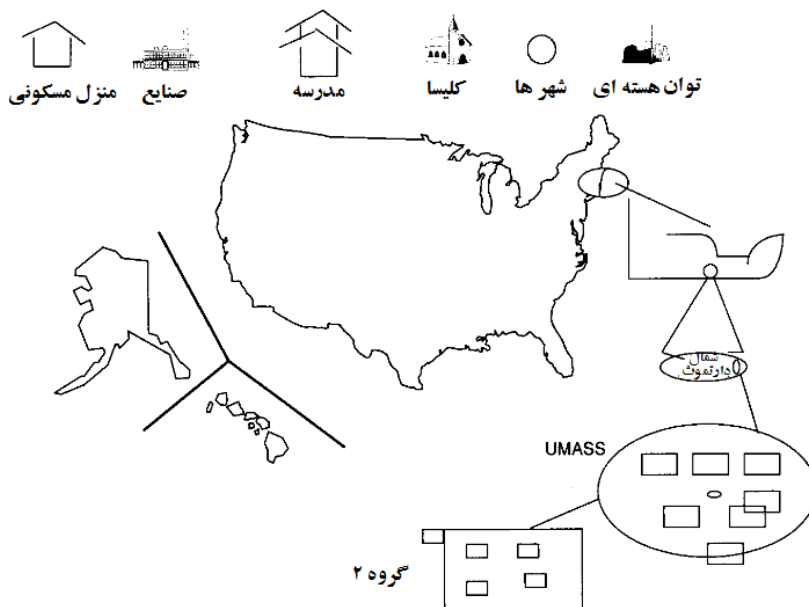 منزل مسکونی
صنایع
مدرسه
کلیسا
شهر ها
توان هسته ای
شمال
دارتموث
UMASS
گروه ۲